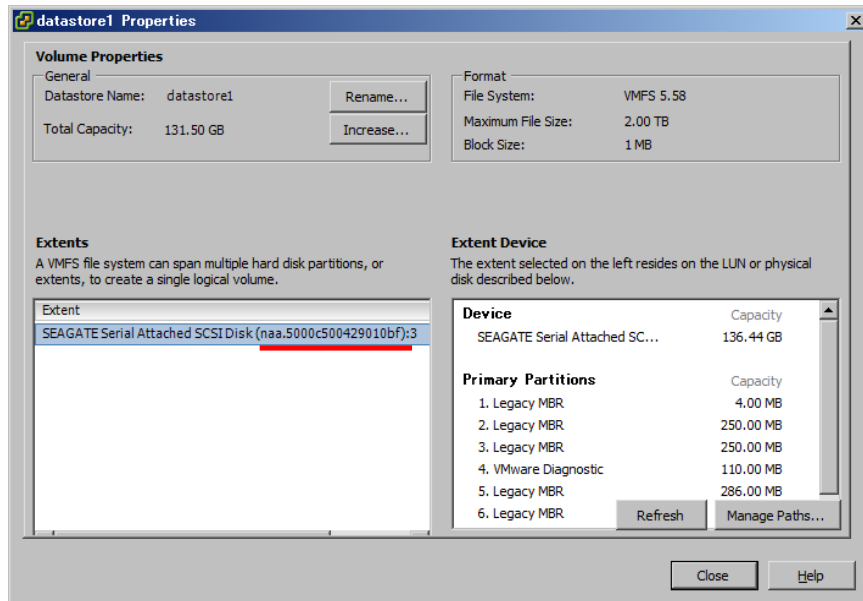 datastore1 Properties
Volume Properties
General
Datastore Name: datastore1
Rename...
Total Capacity: 131.50 GB
Increase...
Format
File System: VMFS 5.58
Maximum File Size: 2.00 TB
Block Size: 1 MB
Extents
A VMFS file system can span multiple hard disk partitions, or
extents, to create a single logical volume.
Extent
SEAGATE Serial Attached SCSI Disk (naa.5000c500429010bf):3
Extent Device
The extent selected on the left resides on the LUN or physical
disk described below.
Device Capacity
SEAGATE Serial Attached SC... 136.44 GB
Primary Partitions Capacity
1. Legacy MBR 4.00 MB
2. Legacy MBR 250.00 MB
3. Legacy MBR 250.00 MB
4. VMware Diagnostic 110.00 MB
5. Legacy MBR 286.00 MB
6. Legacy MBR
Refresh
Manage Paths...
Close
Help